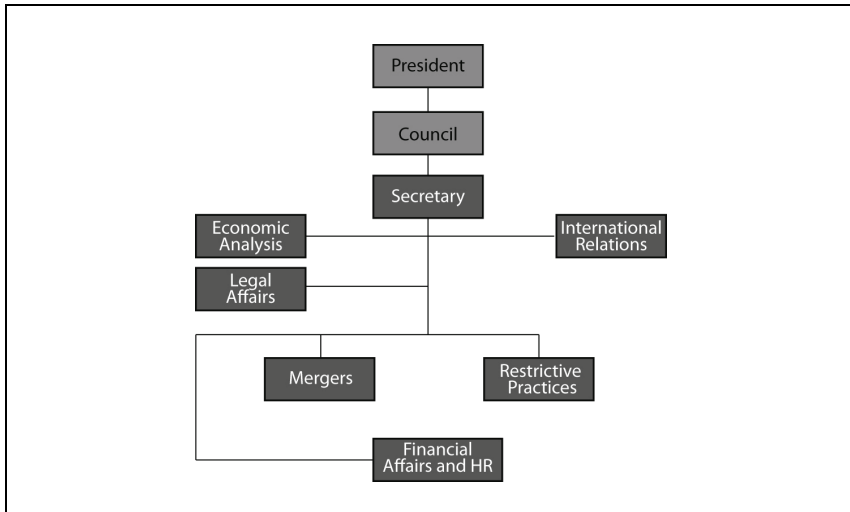 President
Council
Secretary
Economic
Analysis
International
Relations
Legal
Affairs
Mergers
Restrictive
Practices
Financial
Affairs and HR